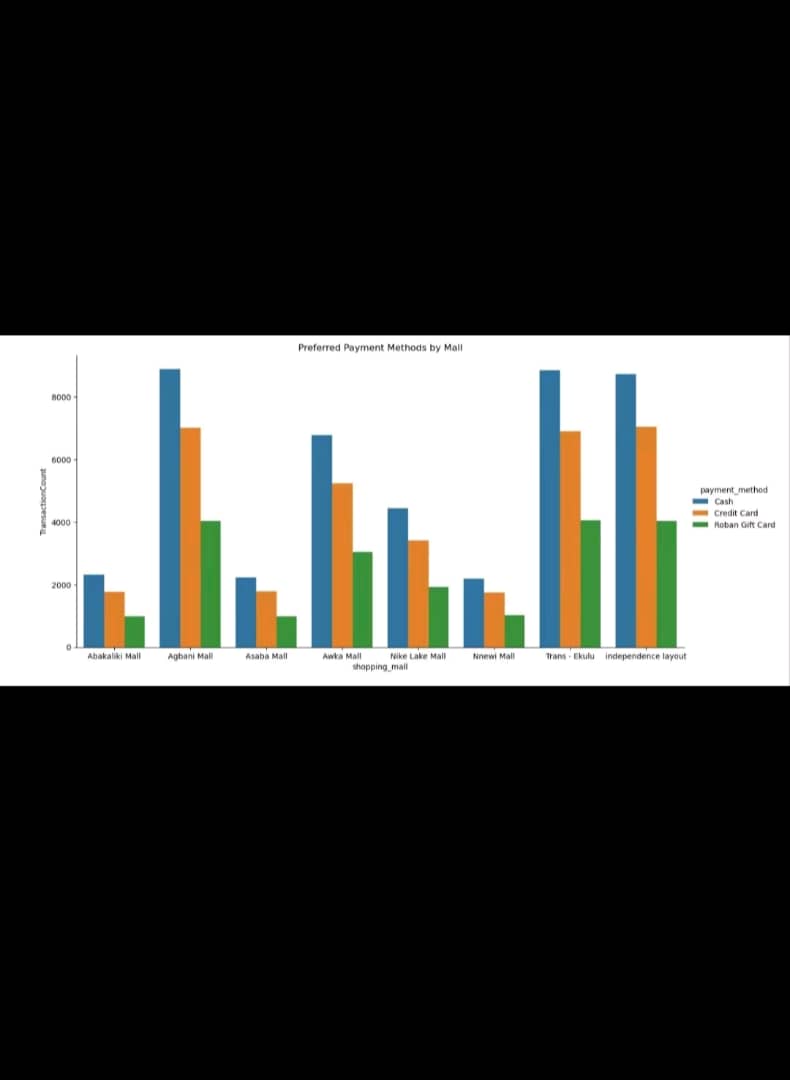 Preferred Payment Methods by Mall
TransactionCount
8000
6000
4000
2000
0
Abakaliki Mall
Agbani Mall
Asaba Mall
Awka Mall
Nike Lake Mall
Nnewi Mall
Trans - Ekulu
independence layout
shopping_mall
payment_method
Cash
Credit Card
Roban Gift Card